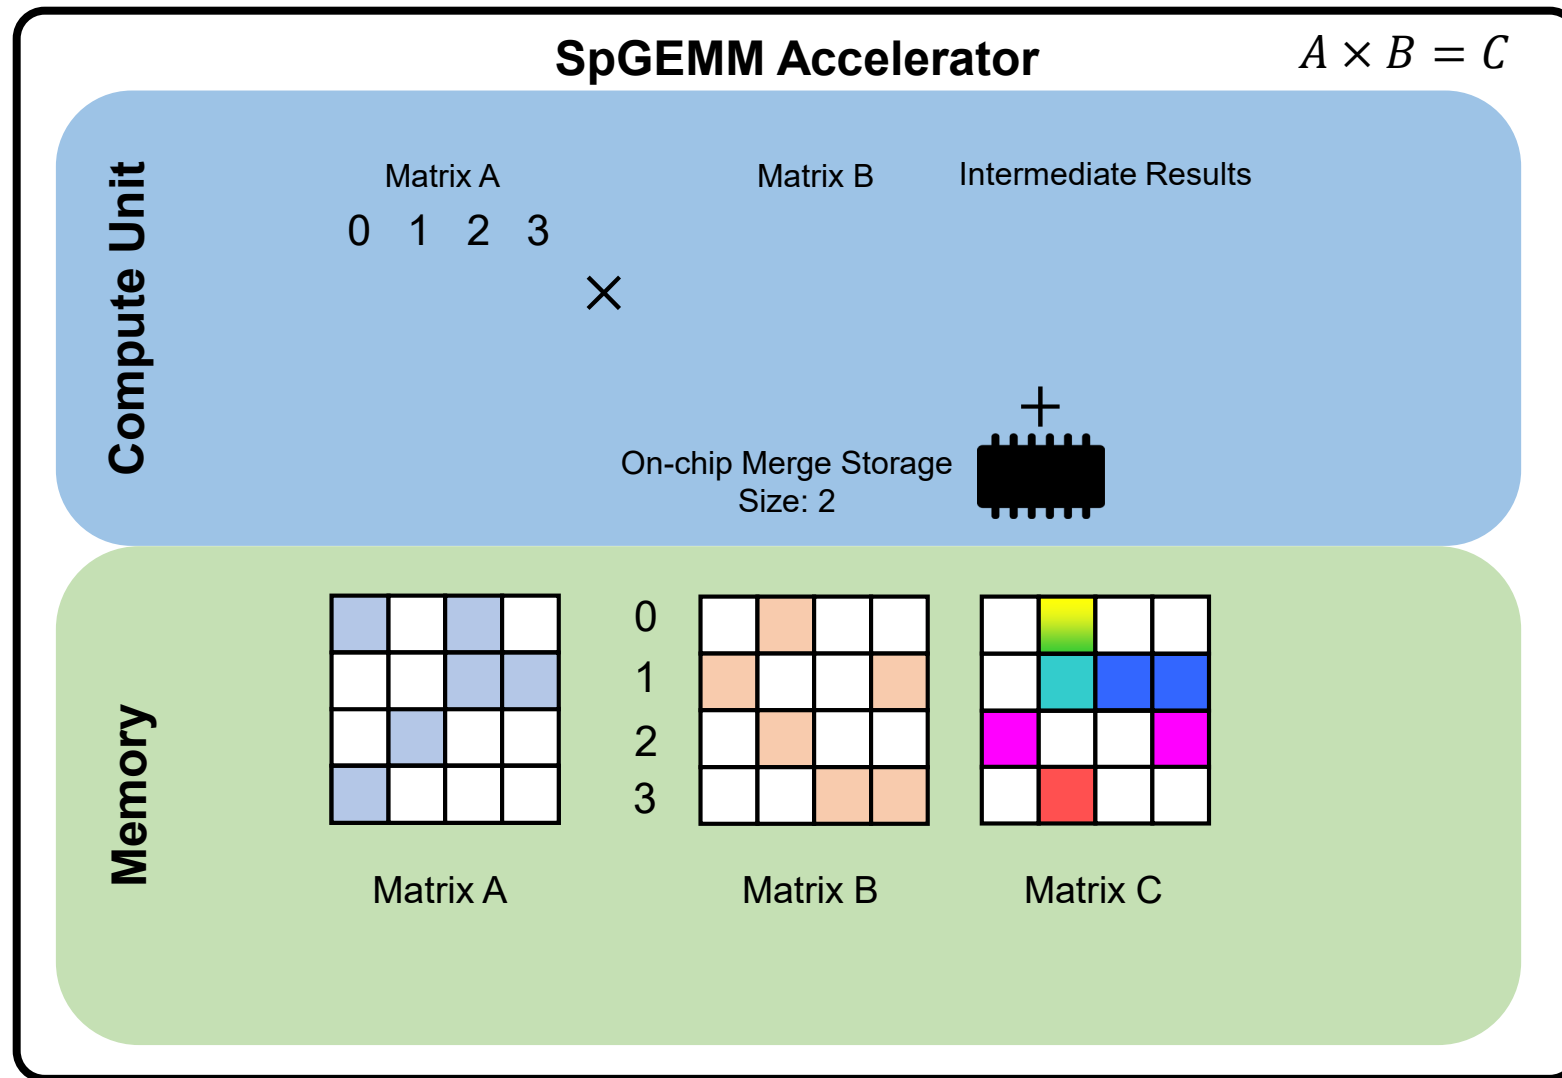 SpGEMM Accelerator
A × B = C
Compute Unit
Matrix A
Matrix B
Intermediate Results
0 1 2 3
×
+
On-chip Merge Storage
Size: 2
Memory
0
1
2
3
Matrix A
Matrix B
Matrix C